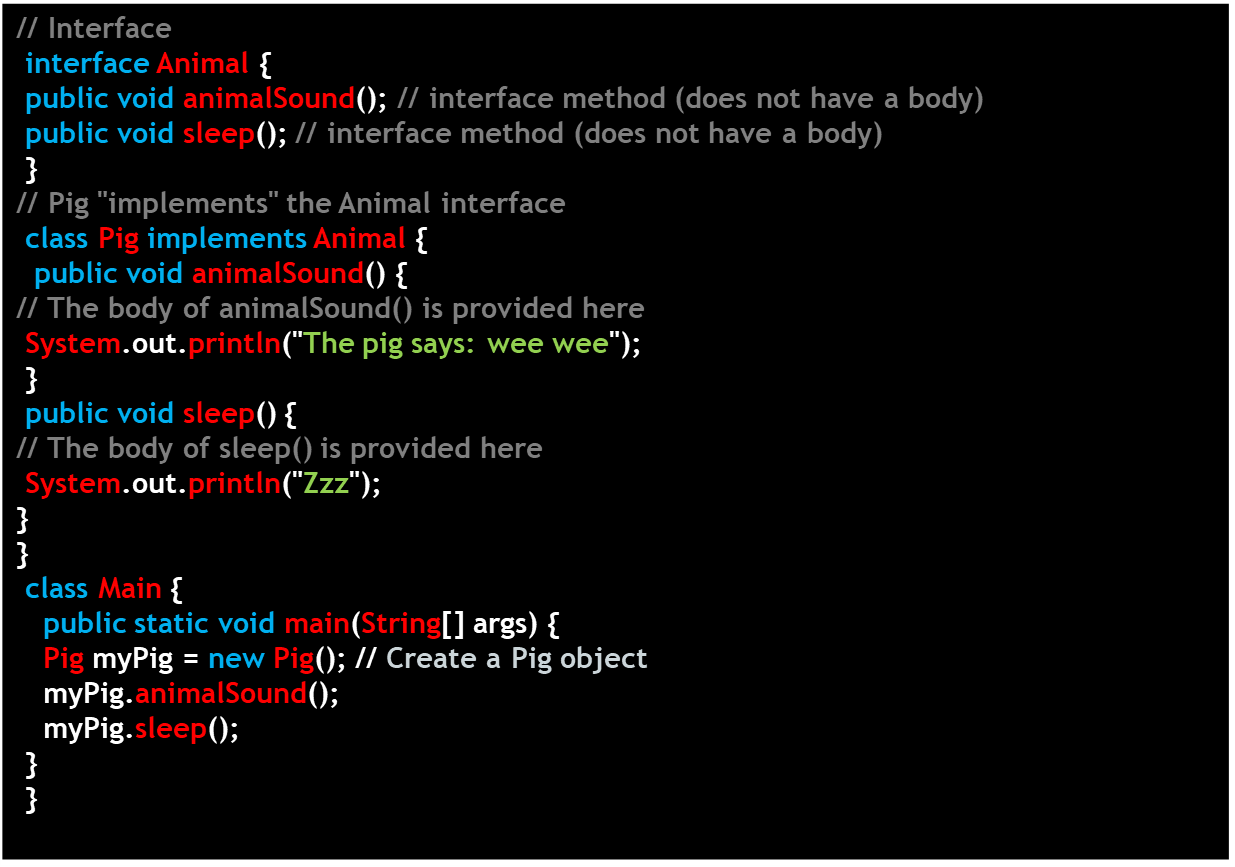 // Interface
interface Animal {
public void animalSound(); // interface method (does not have a body)
public void sleep(); // interface method (does not have a body)
}
// Pig "implements" the Animal interface
class Pig implements Animal {
public void animalSound() {
// The body of animalSound() is provided here
System.out.println("The pig says: wee wee");
}
public void sleep() {
// The body of sleep() is provided here
System.out.println("Zzz");
}
}
class Main {
public static void main(String[] args) {
Pig myPig = new Pig(); // Create a Pig object
myPig.animalSound();
myPig.sleep();
}
}